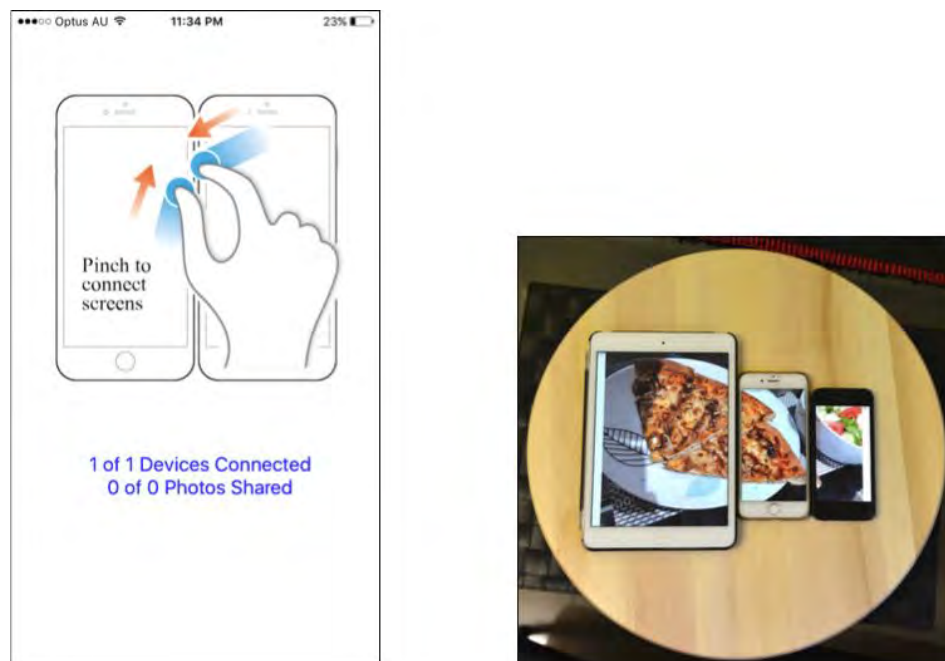 Optus AU 11:34 PM 23%
Pinch to
connect
screens
1 of 1 Devices Connected
0 of 0 Photos Shared